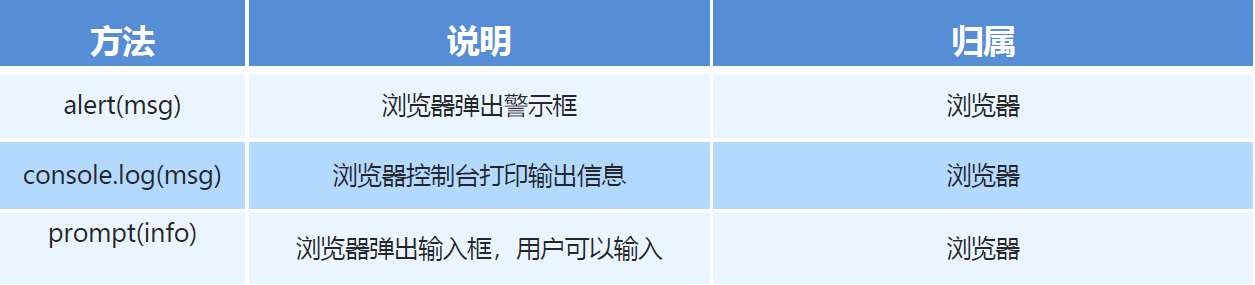 方法 说明 归属
alert(msg) 浏览器弹出警示框 浏览器
console.log(msg) 浏览器控制台打印输出信息 浏览器
prompt(info) 浏览器弹出输入框，用户可以输入 浏览器